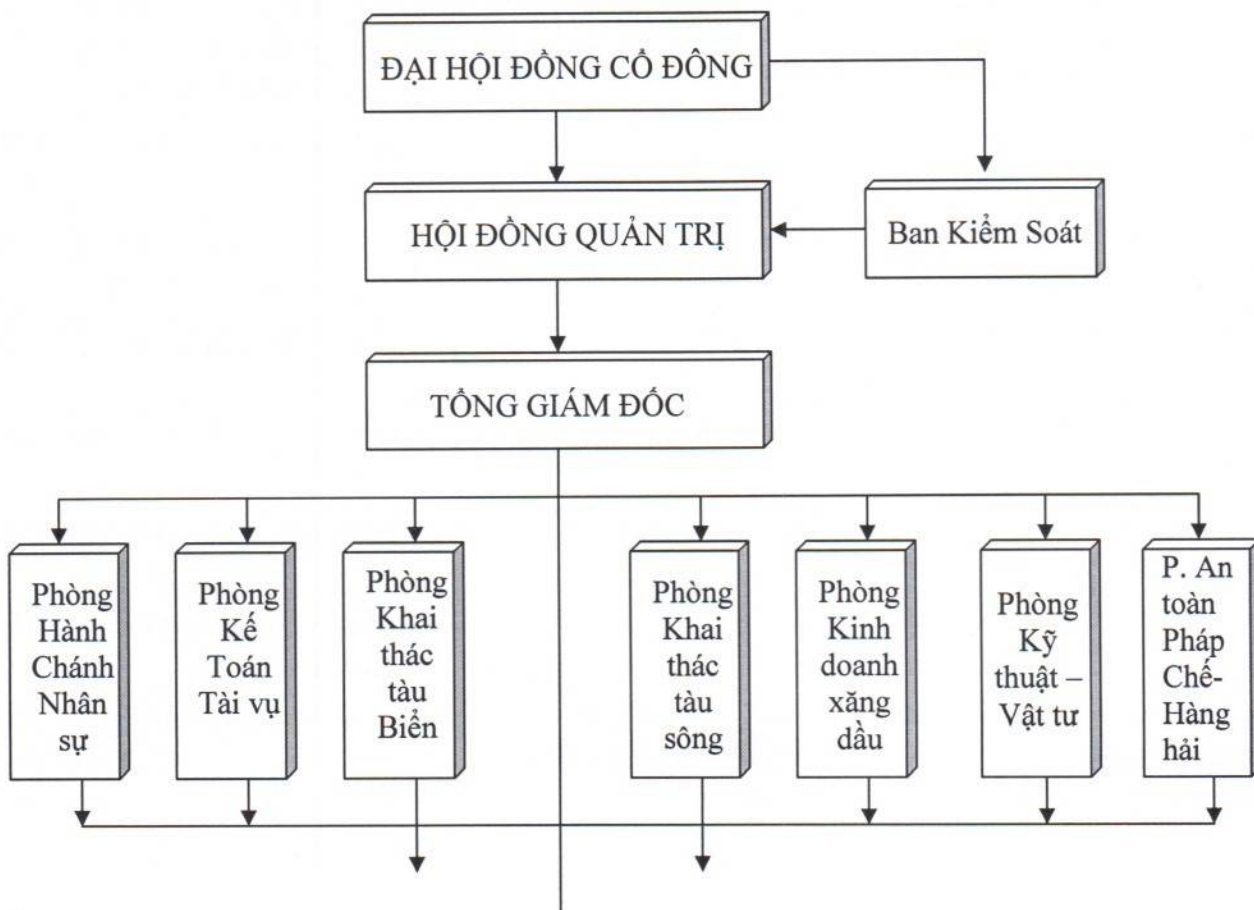 ĐẠI HỘI ĐỒNG CỔ ĐÔNG
HỘI ĐỒNG QUẢN TRỊ
Ban Kiểm Soát
TỔNG GIÁM ĐỐC
Phòng
Hành
Chánh
Nhân
sự
Phòng
Kế
Toán
Tài vụ
Phòng
Khai
thác
tàu
Biển
Phòng
Khai
thác
tàu
sông
Phòng
Kinh
doanh
xăng
dầu
Phòng
Kỹ
thuật –
Vật tư
P. An
toàn
Pháp
Chế-
Hàng
hải